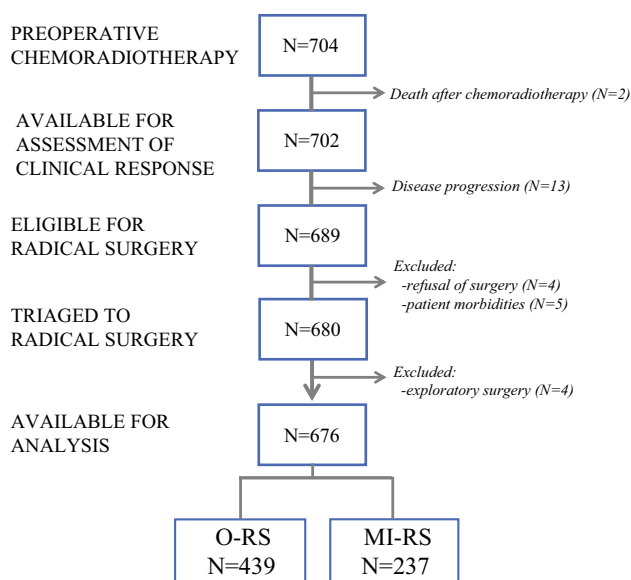 PREOPERATIVE
CHEMORADIOTHERAPY
N=704
Death after chemoradiotherapy (N=2)
AVAILABLE FOR
ASSESSMENT OF
CLINICAL RESPONSE
N=702
Disease progression (N=13)
ELIGIBLE FOR
RADICAL SURGERY
N=689
Excluded:
-refusal of surgery (N=4)
-patient morbidities (N=5)
TRIAGED TO
RADICAL SURGERY
N=680
Excluded:
-exploratory surgery (N=4)
AVAILABLE FOR
ANALYSIS
N=676
O-RS
N=439
MI-RS
N=237